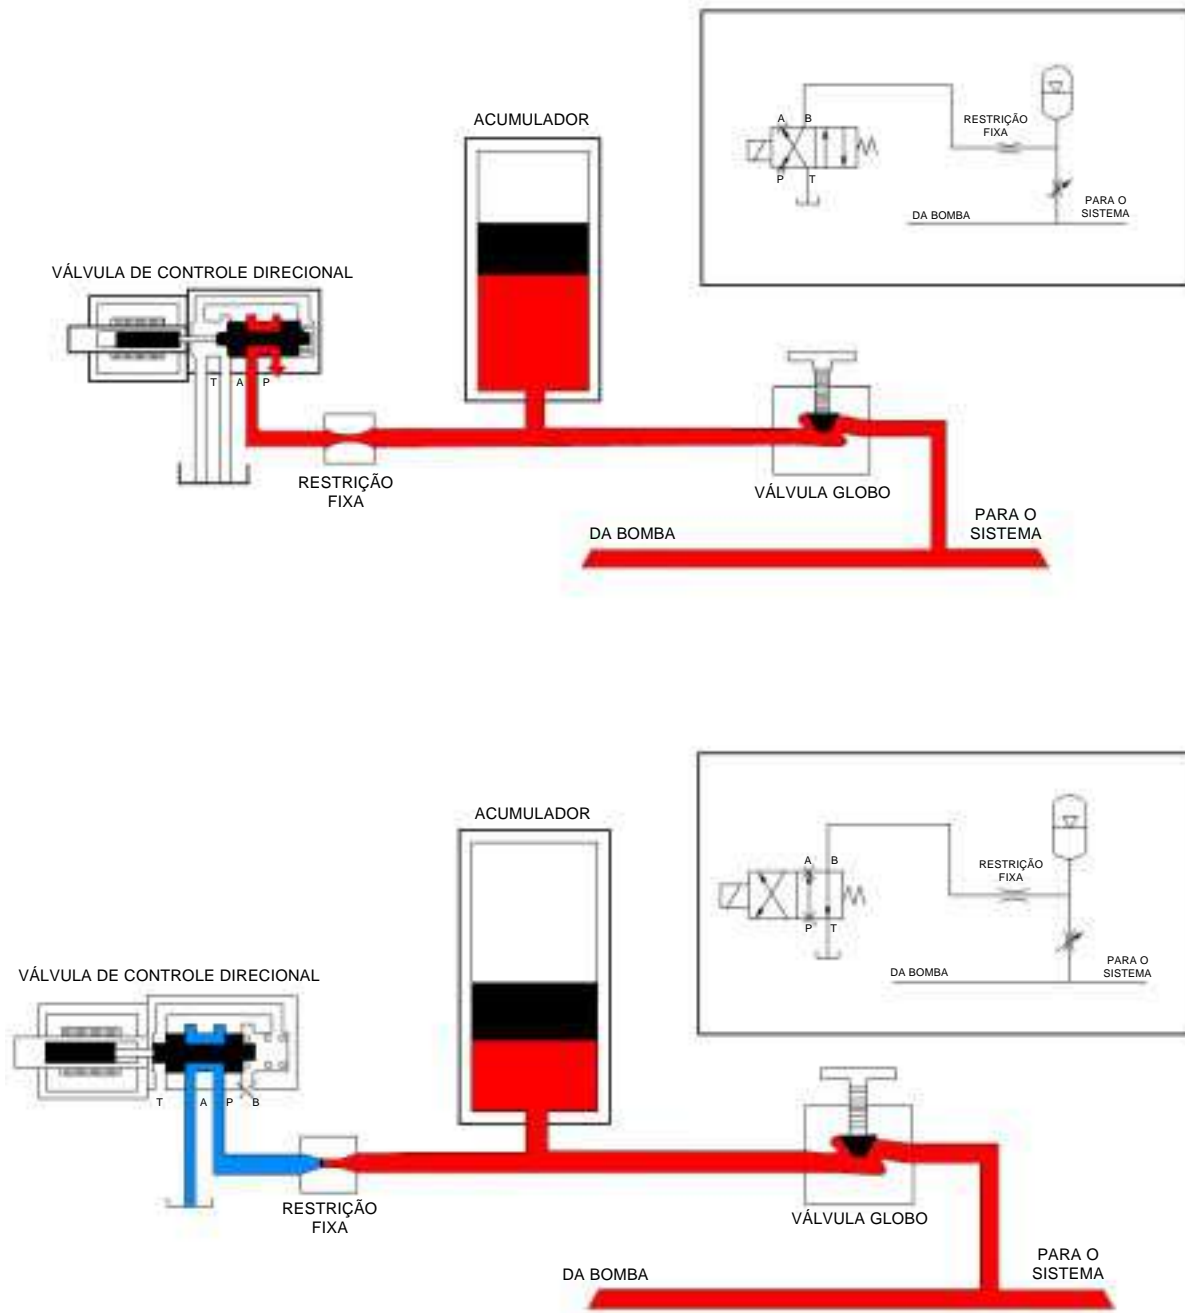 ACUMULADOR
A B
RESTRIÇÃO
FIXA
P T
DA BOMBA
PARA O
SISTEMA
VÁLVULA DE CONTROLE DIRECIONAL
T A P
RESTRIÇÃO
FIXA
VÁLVULA GLOBO
DA BOMBA
PARA O
SISTEMA
ACUMULADOR
A B
RESTRIÇÃO
FIXA
P T
DA BOMBA
PARA O
SISTEMA
VÁLVULA DE CONTROLE DIRECIONAL
T A P B
RESTRIÇÃO
FIXA
VÁLVULA GLOBO
DA BOMBA
PARA O
SISTEMA